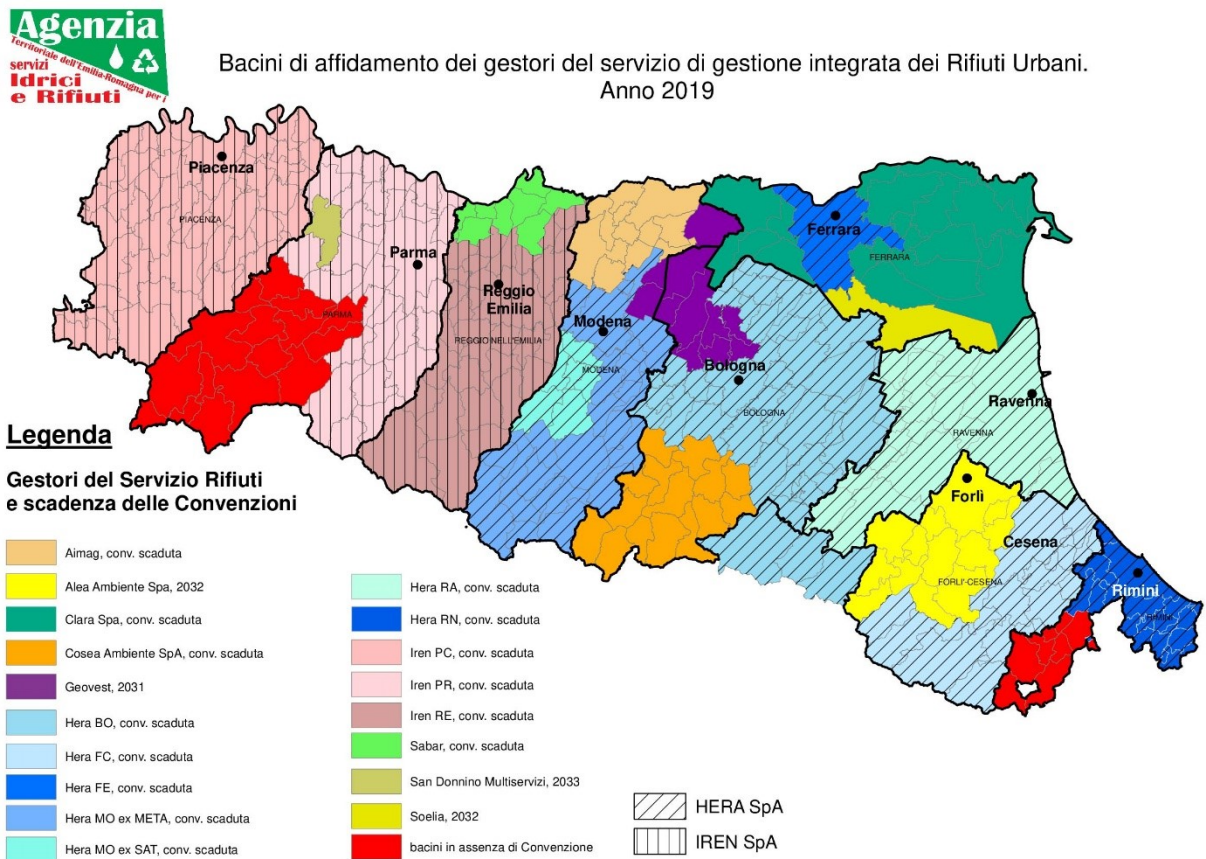 Agenzia
Territoriale dell'Emilia-Romagna per i
servizi
Idrici
e Rifiuti
Bacini di affidamento dei gestori del servizio di gestione integrata dei Rifiuti Urbani.
Anno 2019
Piacenza
PIACENZA
Parma
PARMA
Reggio
Emilia
REGGIO NELL'EMILIA
Modena
MODENA
Bologna
BOLOGNA
Ferrara
FERRARA
Ravenna
RAVENNA
Forlì
Cesena
FORLI'-CESENA
Rimini
RIMINI
Legenda
Gestori del Servizio Rifiuti
e scadenza delle Convenzioni
Aimag, conv. scaduta
Alea Ambiente Spa, 2032
Clara Spa, conv. scaduta
Cosea Ambiente SpA, conv. scaduta
Geovest, 2031
Hera BO, conv. scaduta
Hera FC, conv. scaduta
Hera FE, conv. scaduta
Hera MO ex META, conv. scaduta
Hera MO ex SAT, conv. scaduta
Hera RA, conv. scaduta
Hera RN, conv. scaduta
Iren PC, conv. scaduta
Iren PR, conv. scaduta
Iren RE, conv. scaduta
Sabar, conv. scaduta
San Donnino Multiservizi, 2033
Soelia, 2032
bacini in assenza di Convenzione
HERA SpA
IREN SpA